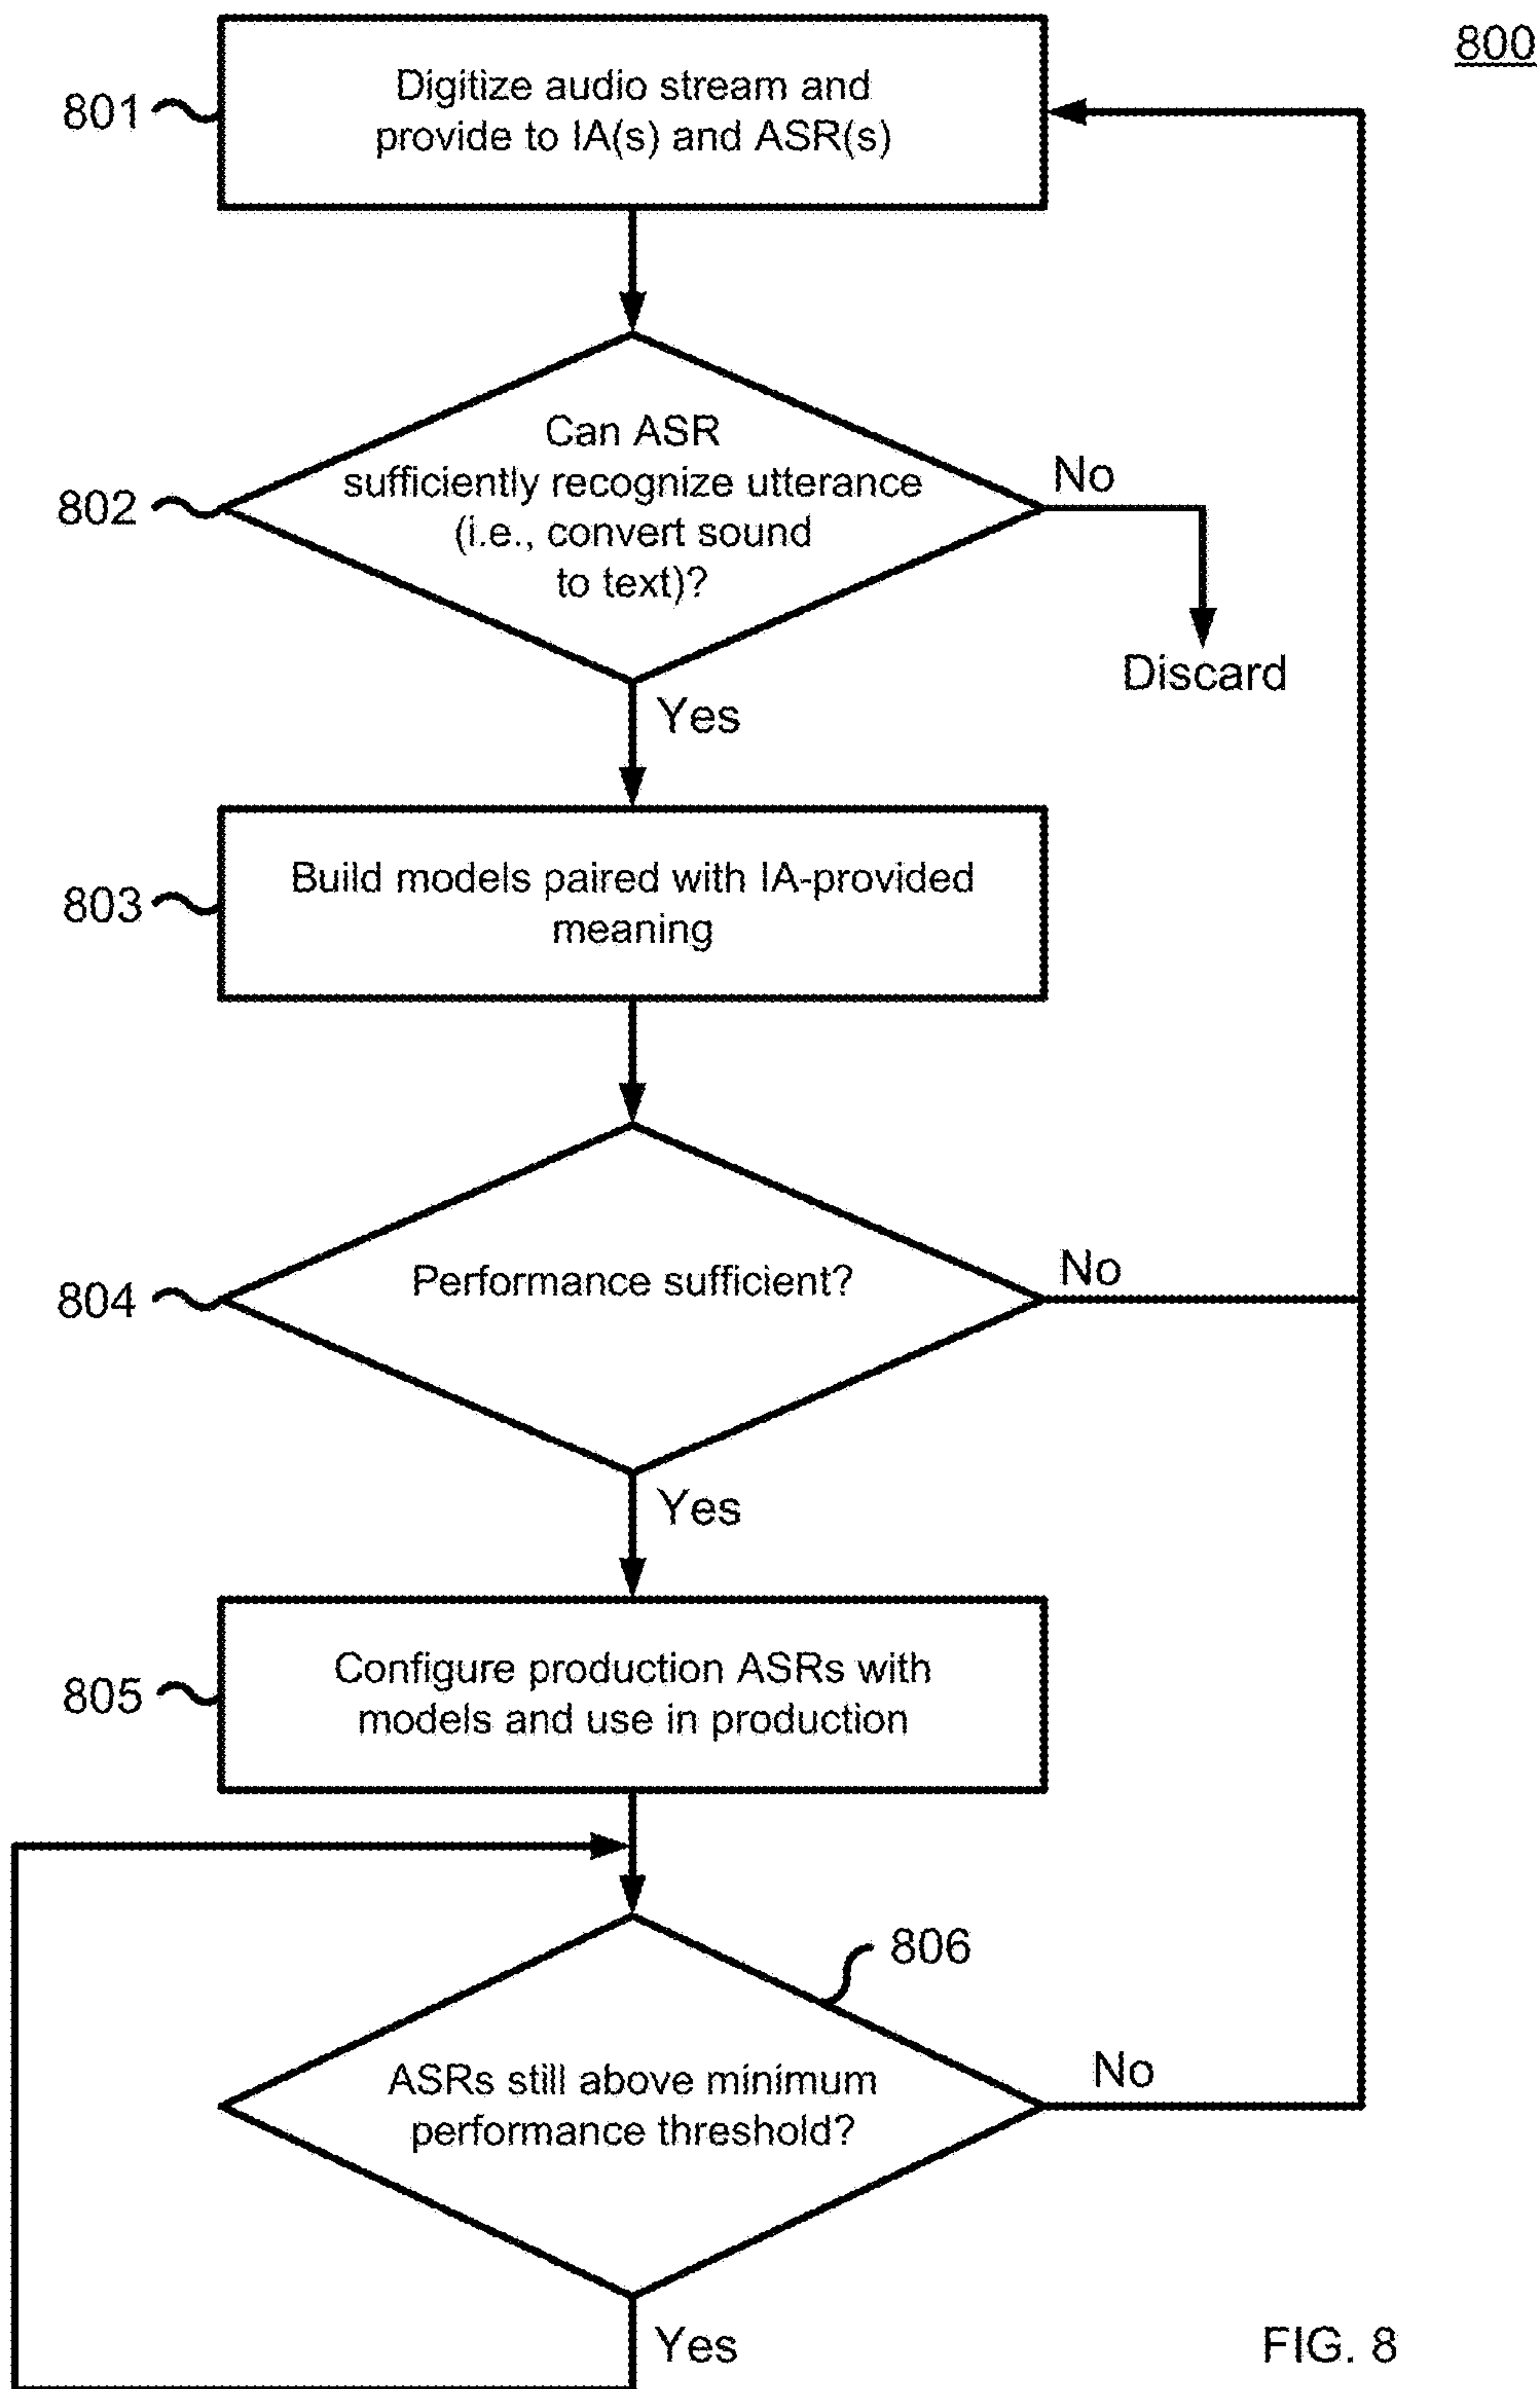 800
801
Digitize audio stream and
provide to IA(s) and ASR(s)
802
Can ASR
sufficiently recognize utterance
(i.e., convert sound
to text)?
No
Discard
Yes
803
Build models paired with IA-provided
meaning
804
Performance sufficient?
No
Yes
805
Configure production ASRs with
models and use in production
806
ASRs still above minimum
performance threshold?
No
Yes
FIG. 8